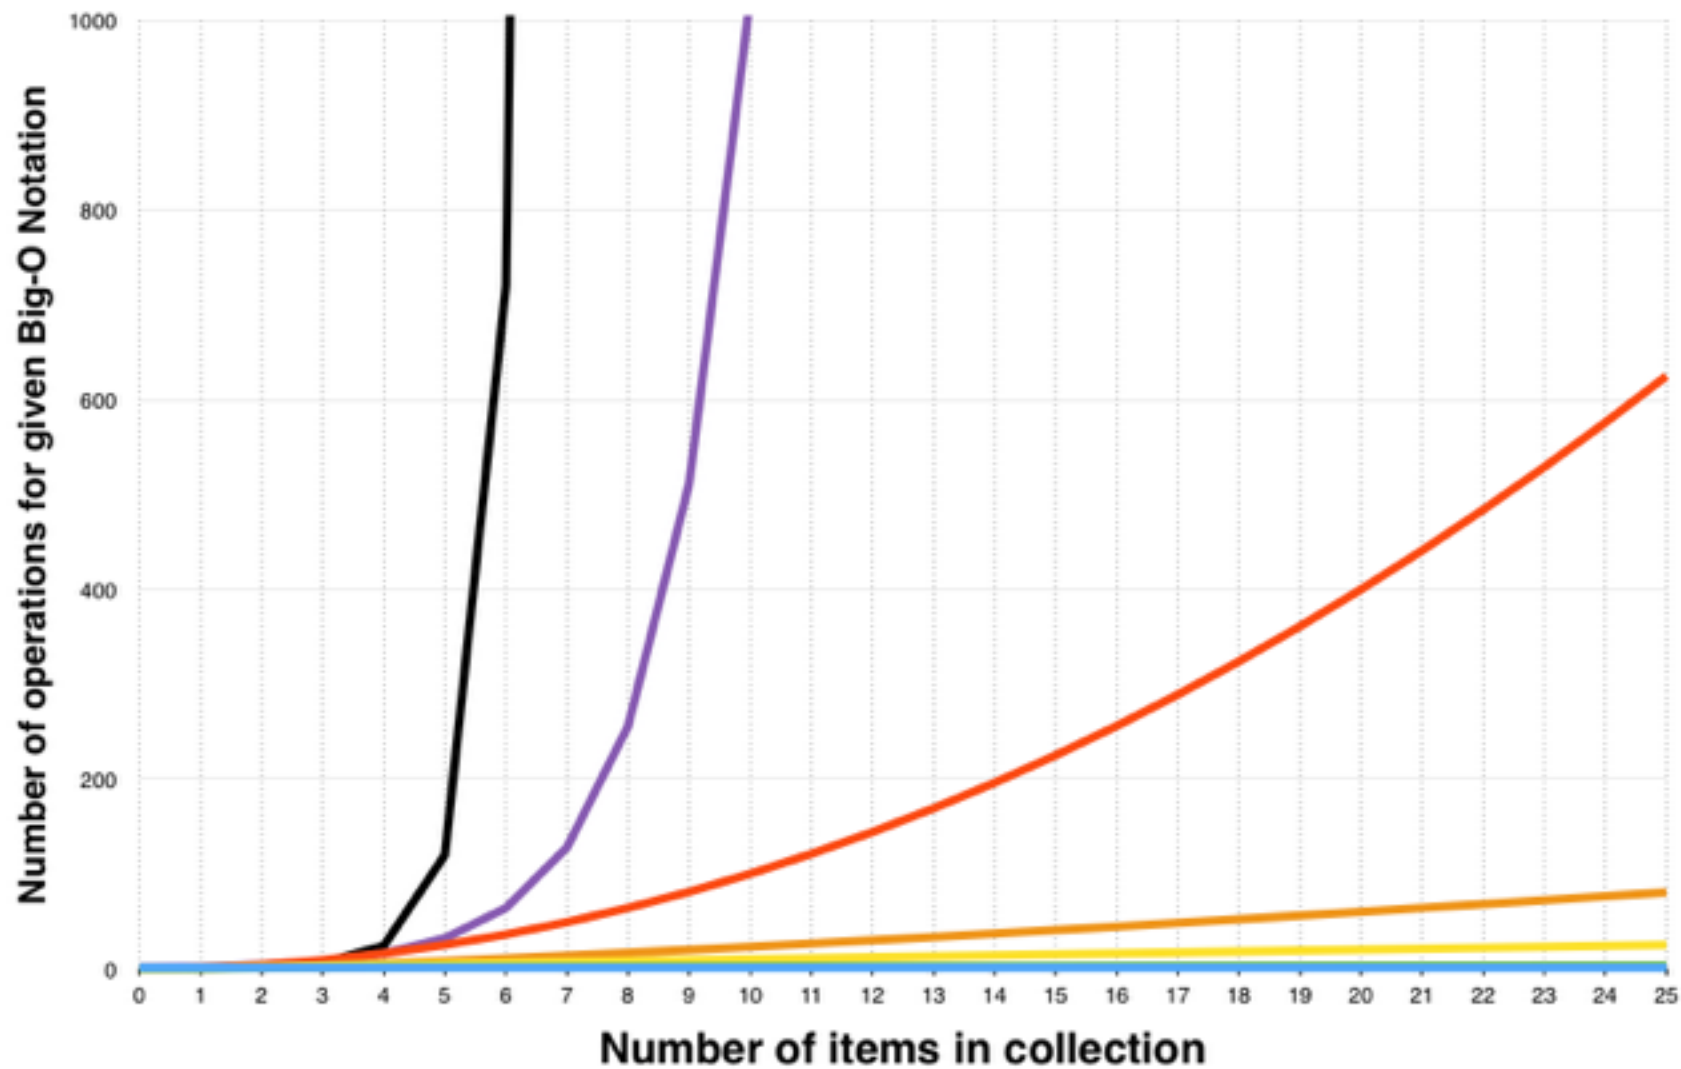 Number of operations for given Big-O Notation
1000
800
600
400
200
0
0 1 2 3 4 5 6 7 8 9 10 11 12 13 14 15 16 17 18 19 20 21 22 23 24 25
Number of items in collection